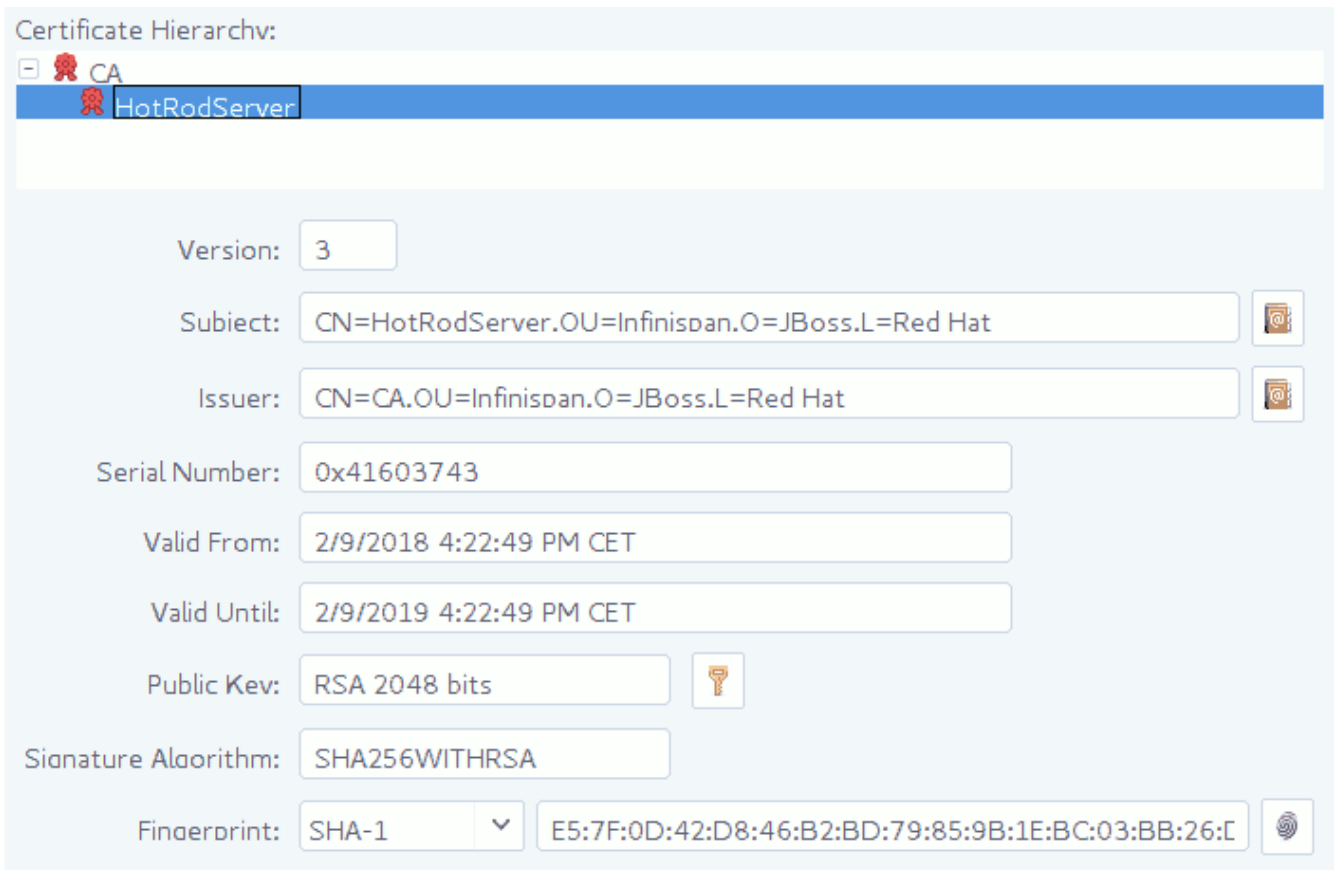 Certificate Hierarchy:
CA
HotRodServer
Version: 3
Subject: CN=HotRodServer,OU=Infinispan,O=JBoss,L=Red Hat
Issuer: CN=CA,OU=Infinispan,O=JBoss,L=Red Hat
Serial Number: 0x41603743
Valid From: 2/9/2018 4:22:49 PM CET
Valid Until: 2/9/2019 4:22:49 PM CET
Public Key: RSA 2048 bits
Signature Algorithm: SHA256WITHRSA
Fingerprint: SHA-1 E5:7F:0D:42:D8:46:B2:BD:79:85:9B:1E:BC:03:BB:26: